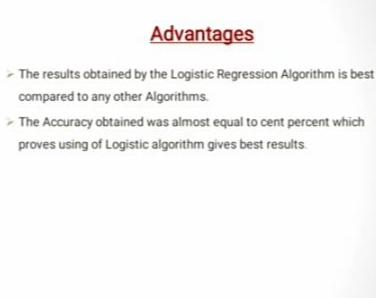 Advantages
The results obtained by the Logistic Regression Algorithm is best
compared to any other Algorithms.
The Accuracy obtained was almost equal to cent percent which
proves using of Logistic algorithm gives best results.